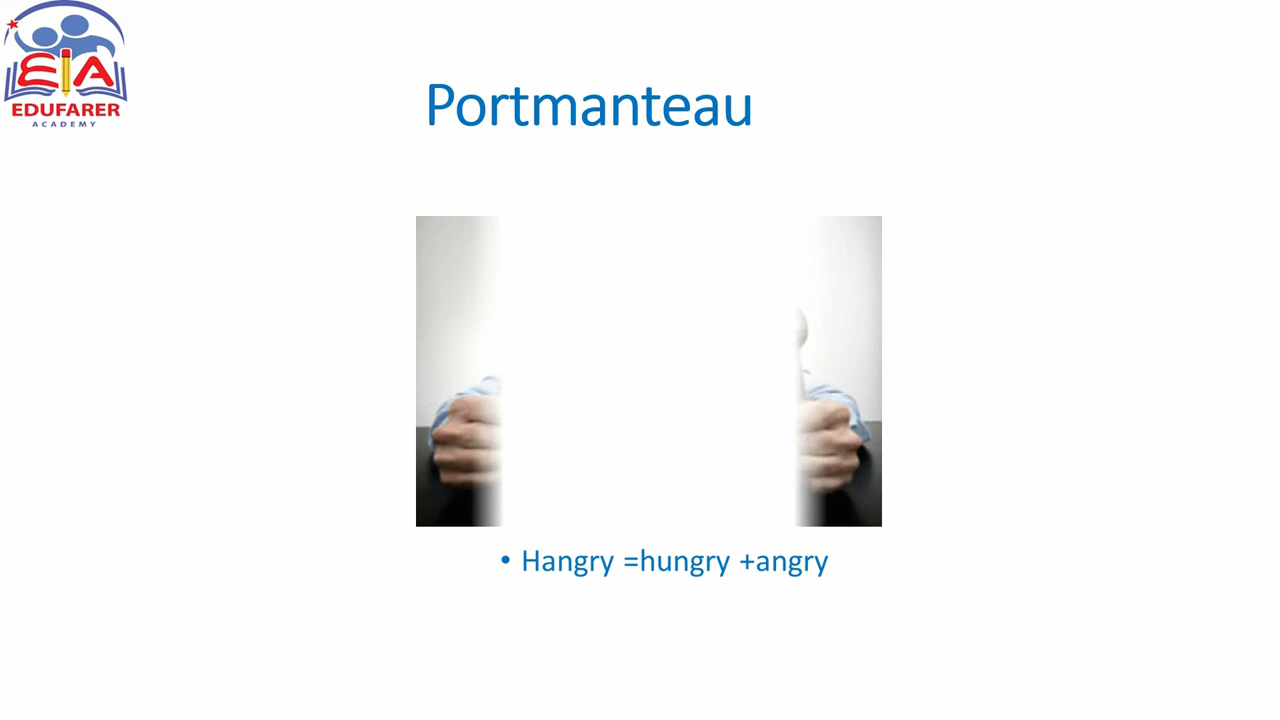 EIA
EDUFARER
ACADEMY
Portmanteau
• Hangry =hungry +angry